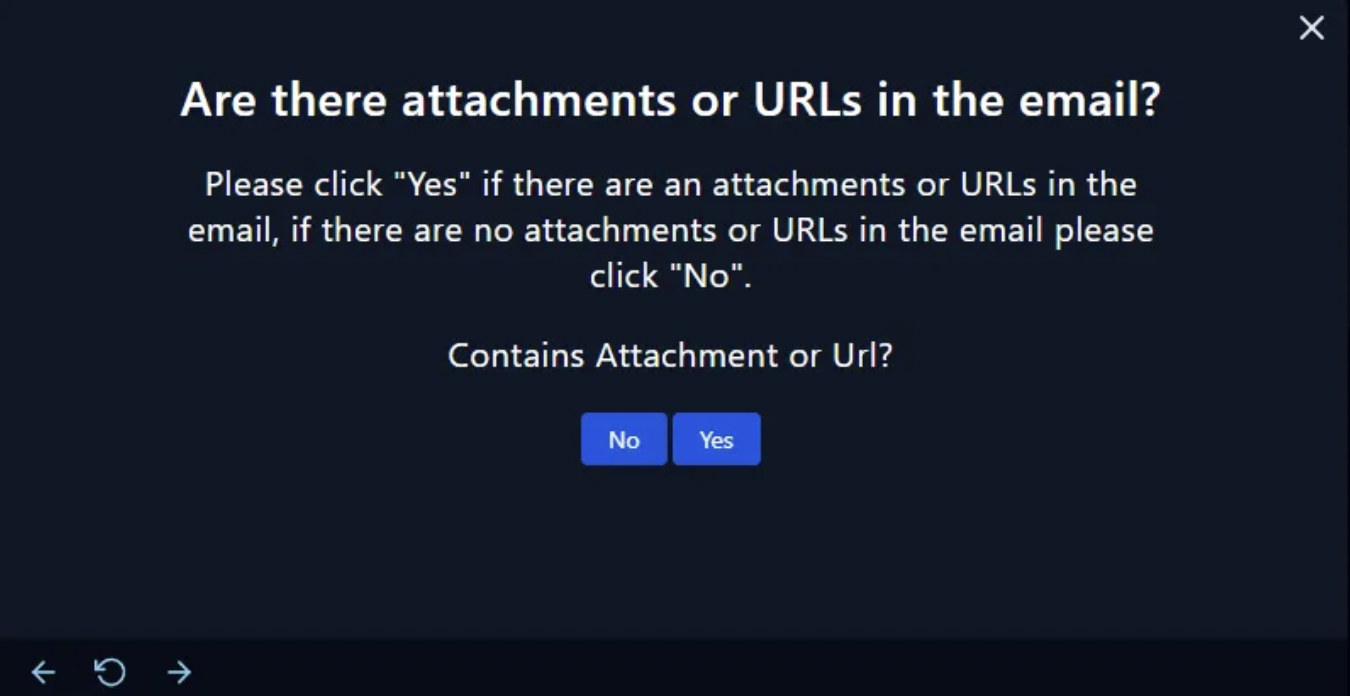 Are there attachments or URLs in the email?
Please click "Yes" if there are an attachments or URLs in the
email, if there are no attachments or URLs in the email please
click "No".
Contains Attachment or Url?
No Yes